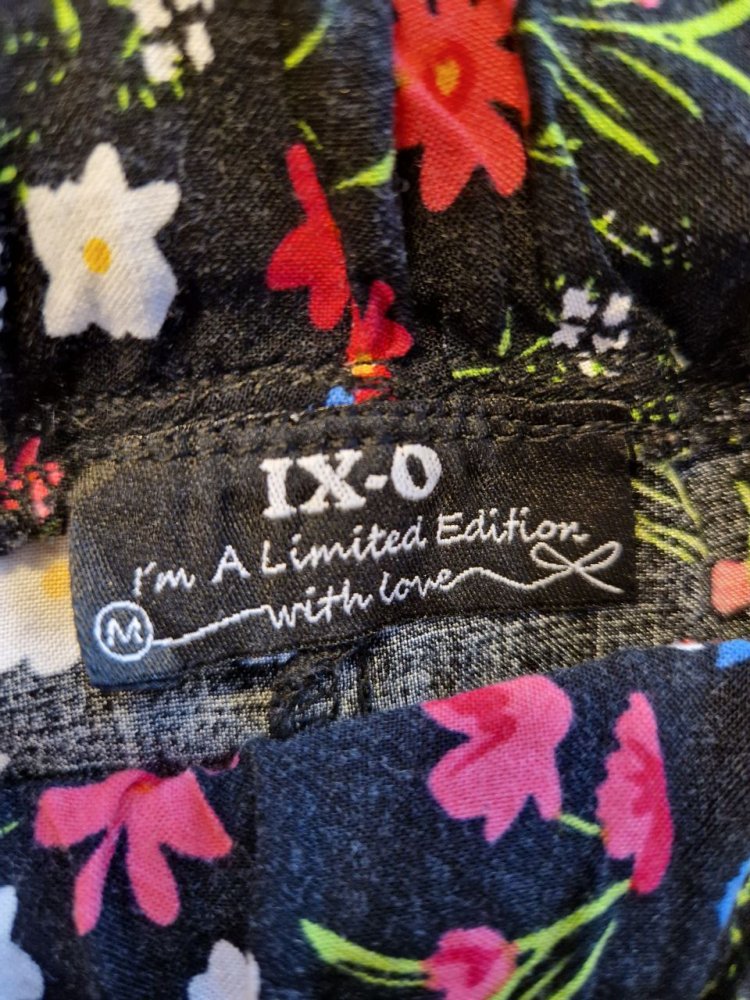 IX-O
I'm A Limited Edition
with love
M